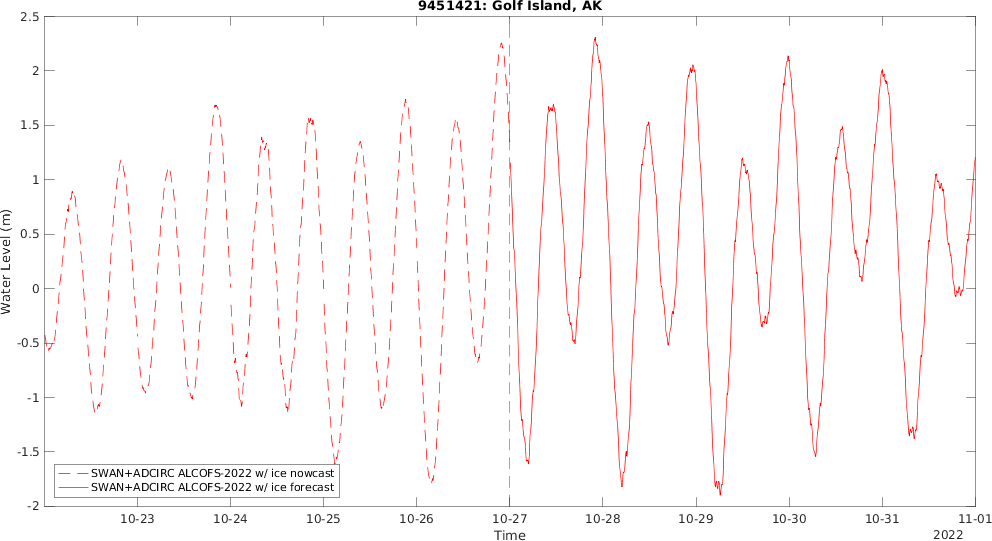 9451421: Golf Island, AK
2.5
2
1.5
1
0.5
0
-0.5
-1
-1.5
-2
Water Level (m)
SWAN+ADCIRC ALCOFS-2022 w/ ice nowcast
SWAN+ADCIRC ALCOFS-2022 w/ ice forecast
10-23 10-24 10-25 10-26 10-27 10-28 10-29 10-30 10-31 11-01
Time
2022